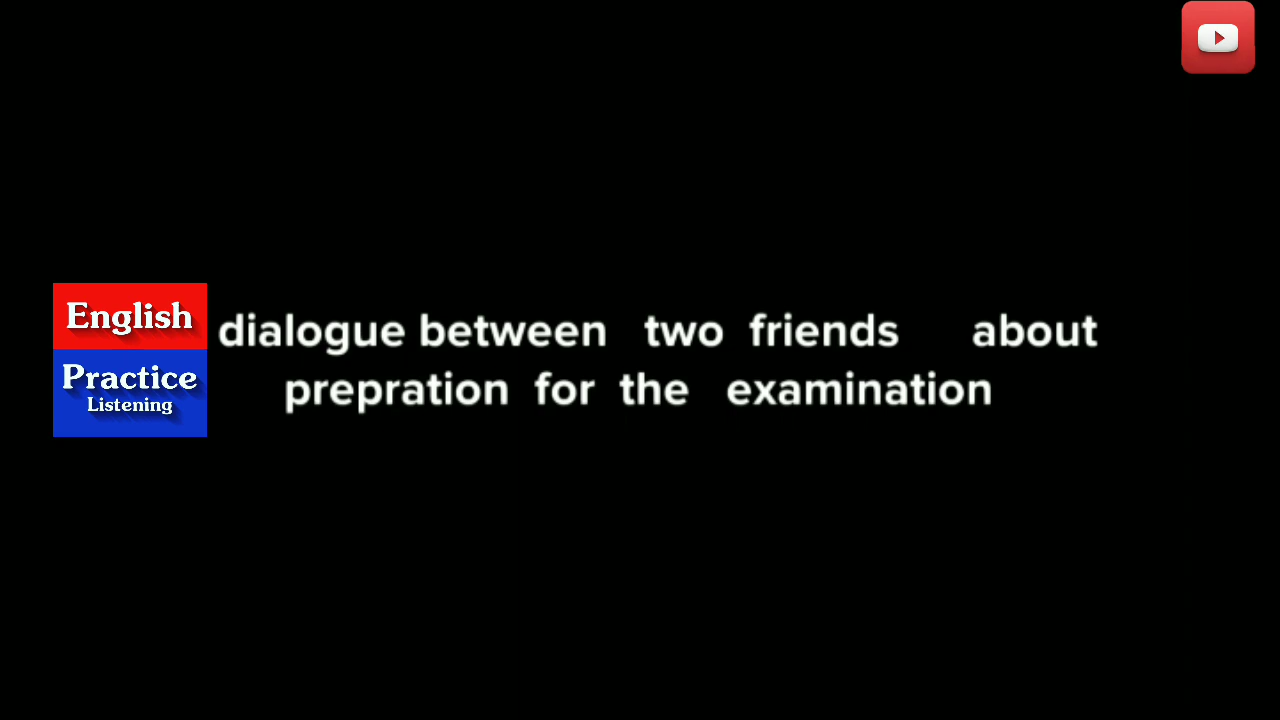 English
Practice
Listening
dialogue between two friends about
prepration for the examination